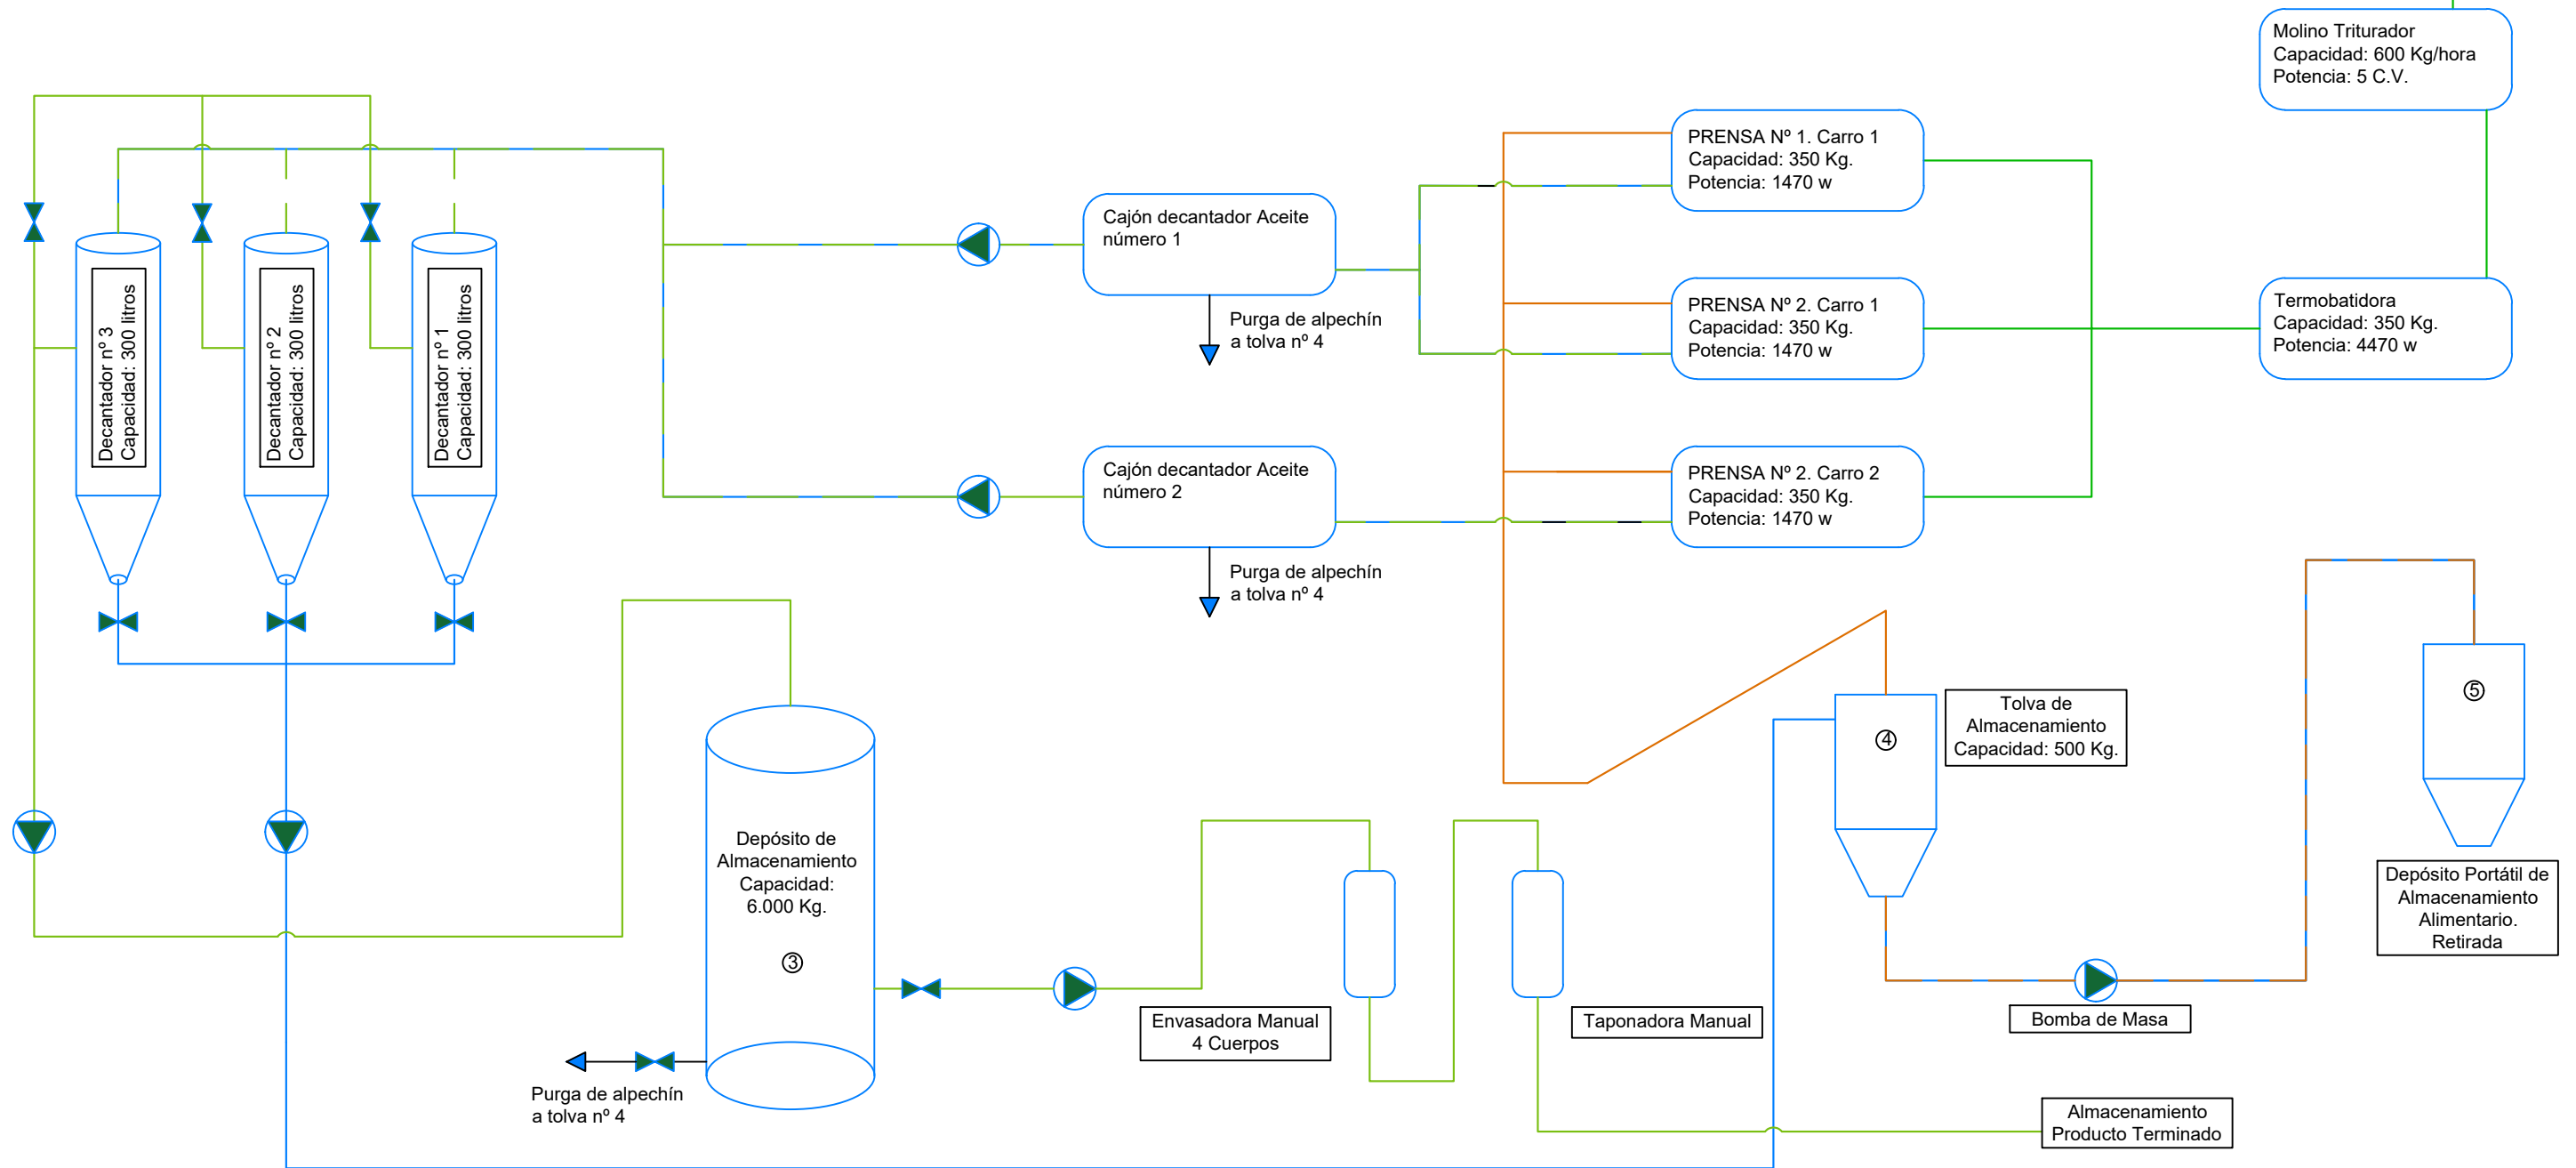 Molino Triturador
Capacidad: 600 Kg/hora
Potencia: 5 C.V.
PRENSA Nº 1. Carro 1
Capacidad: 350 Kg.
Potencia: 1470 w
Cajón decantador Aceite
número 1
Purga de alpechín
a tolva nº 4
PRENSA Nº 2. Carro 1
Capacidad: 350 Kg.
Potencia: 1470 w
Termobatidora
Capacidad: 350 Kg.
Potencia: 4470 w
Decantador nº 3
Capacidad: 300 litros
Decantador nº 2
Capacidad: 300 litros
Decantador nº 1
Capacidad: 300 litros
Cajón decantador Aceite
número 2
Purga de alpechín
a tolva nº 4
PRENSA Nº 2. Carro 2
Capacidad: 350 Kg.
Potencia: 1470 w
Tolva de
Almacenamiento
Capacidad: 500 Kg.
4
5
Depósito Portátil de
Almacenamiento
Alimentario.
Retirada
Depósito de
Almacenamiento
Capacidad:
6.000 Kg.
3
Envasadora Manual
4 Cuerpos
Taponadora Manual
Bomba de Masa
Purga de alpechín
a tolva nº 4
Almacenamiento
Producto Terminado